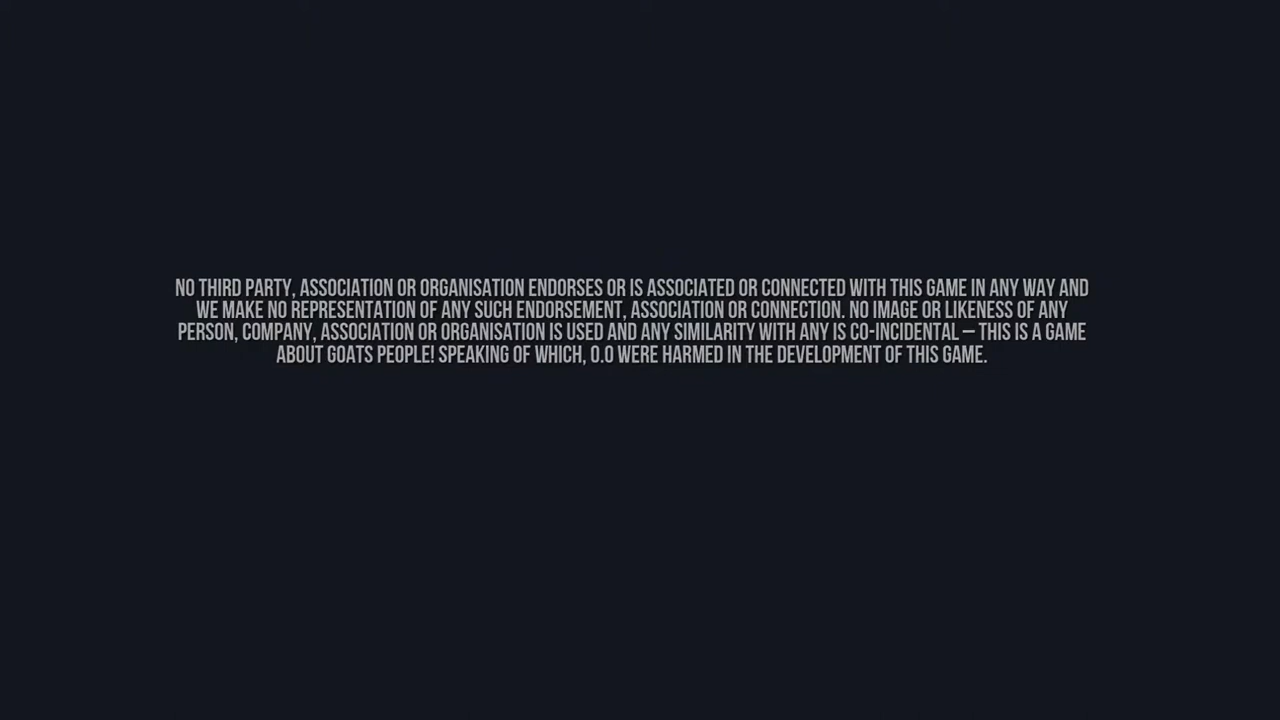 NO THIRD PARTY, ASSOCIATION OR ORGANISATION ENDORSES OR IS ASSOCIATED OR CONNECTED WITH THIS GAME IN ANY WAY AND
WE MAKE NO REPRESENTATION OF ANY SUCH ENDORSEMENT, ASSOCIATION OR CONNECTION. NO IMAGE OR LIKENESS OF ANY
PERSON, COMPANY, ASSOCIATION OR ORGANISATION IS USED AND ANY SIMILARITY WITH ANY IS CO-INCIDENTAL – THIS IS A GAME
ABOUT GOATS PEOPLE! SPEAKING OF WHICH, 0.0 WERE HARMED IN THE DEVELOPMENT OF THIS GAME.